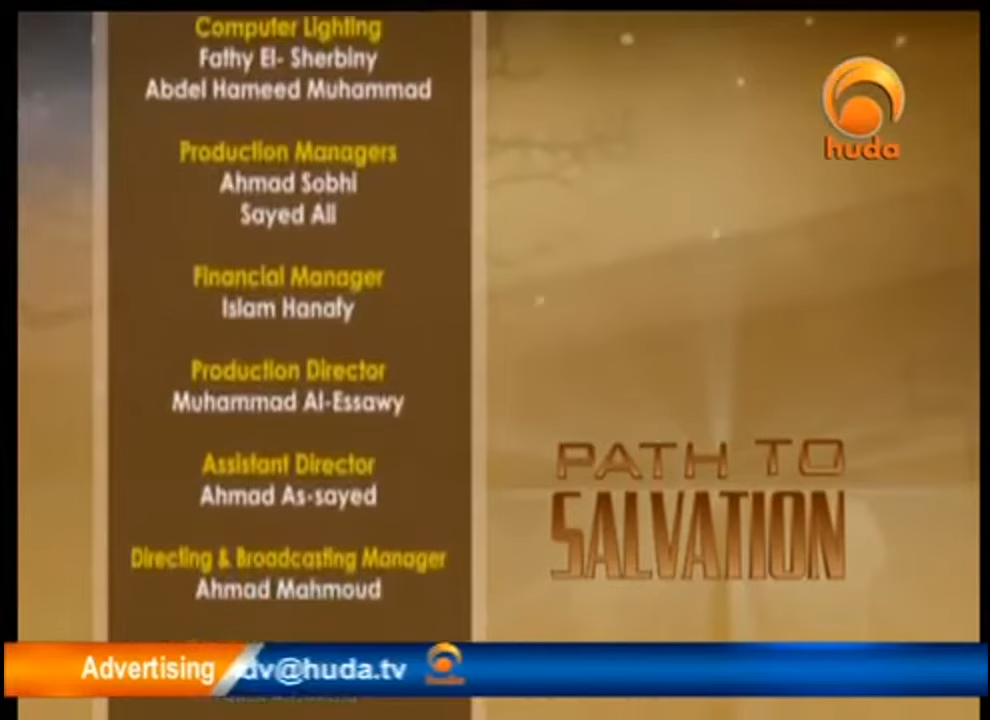 Computer Lighting
Fathy El- Sherbiny
Abdel Hameed Muhammad
Production Managers
Ahmad Sobhi
Sayed Ali
Financial Manager
Islam Hanafy
Production Director
Muhammad Al-Essawy
Assistant Director
Ahmad As-sayed
Directing & Broadcasting Manager
Ahmad Mahmoud
huda
PATH TO
SALVATION
Advertising
dv@huda.tv